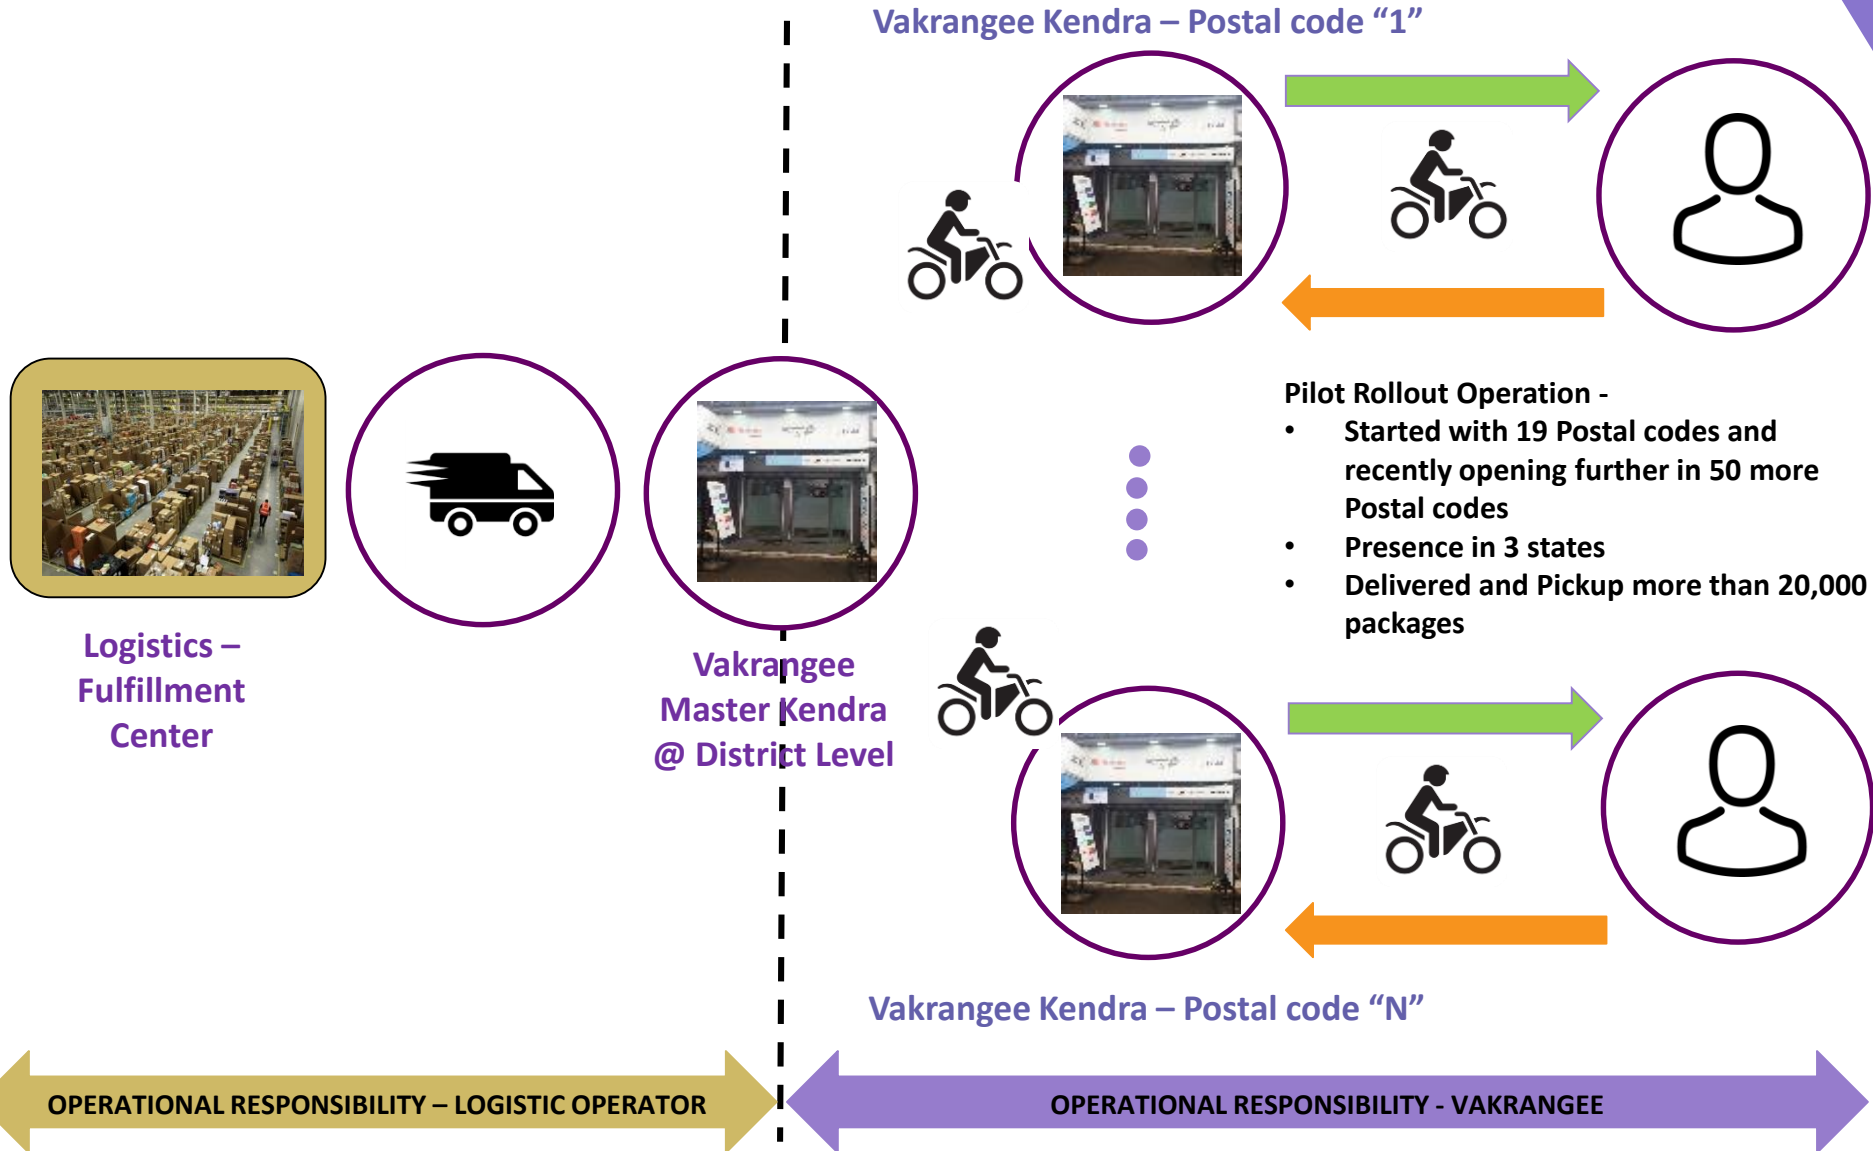 Vakrangee Kendra – Postal code “1”
Pilot Rollout Operation -
• Started with 19 Postal codes and
recently opening further in 50 more
Postal codes
• Presence in 3 states
• Delivered and Pickup more than 20,000
packages
Logistics –
Fulfillment
Center
Vakrangee
Master Kendra
@ District Level
Vakrangee Kendra – Postal code “N”
OPERATIONAL RESPONSIBILITY – LOGISTIC OPERATOR
OPERATIONAL RESPONSIBILITY - VAKRANGEE